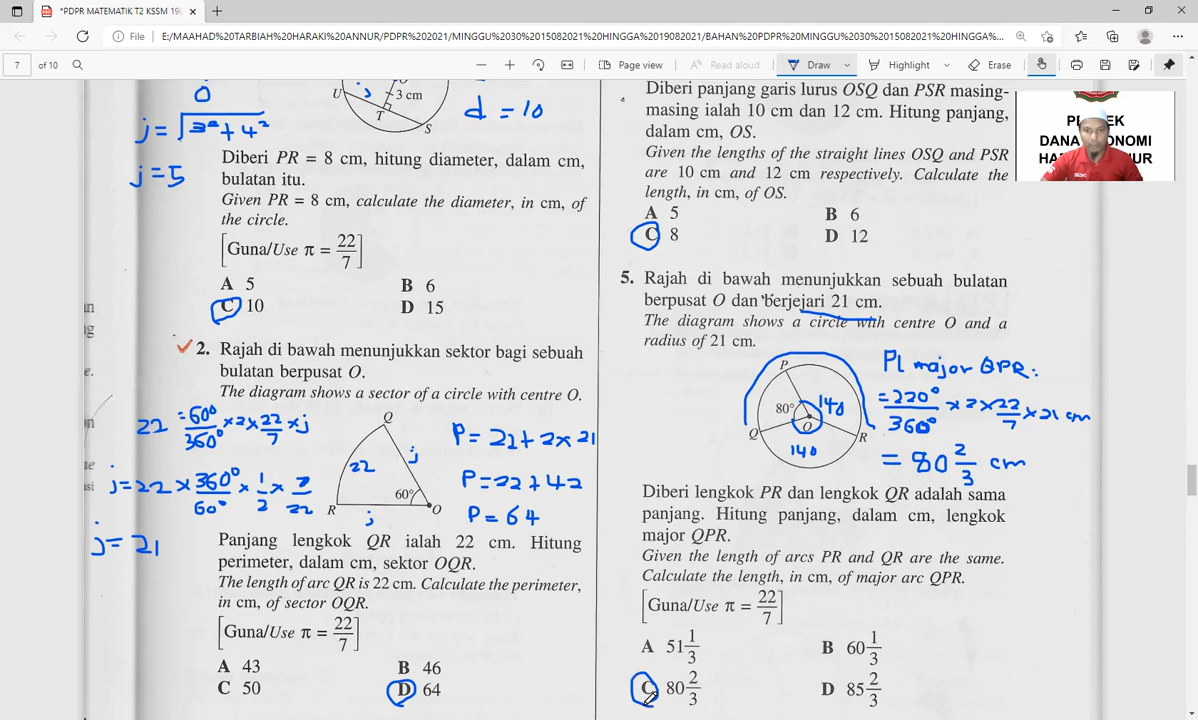 *PDPR MATEMATIK T2 KSSM 19
File
E:/MAAHAD%20TARBIAH%20HARAKI%20ANNUR/PDPR%202021/MINGGU%2030%2015082021%20HINGGA%2019082021/BAHAN%20PDPR%20MINGGU%2030%2015082021%20HINGGA%...
7 of 10
Page view
Read aloud
Draw
Highlight
Erase
U
3 cm
T
S
j = √3² + 4²
j = 5
d = 10
Diberi PR = 8 cm, hitung diameter, dalam cm,
bulatan itu.
Given PR = 8 cm, calculate the diameter, in cm, of
the circle.
[Guna/Use π = 22/7]
A 5
B 6
C 10
D 15
2. Rajah di bawah menunjukkan sektor bagi sebuah
bulatan berpusat O.
The diagram shows a sector of a circle with centre O.
22 = 60°/360° × 2 × 22/7 × j
j = 22 × 360°/60° × 1/2 × 7/22
j = 21
Q
22
j
60°
R
j
O
P = 22 + 2 × 21
P = 22 + 42
P = 64
Panjang lengkok QR ialah 22 cm. Hitung
perimeter, dalam cm, sektor OQR.
The length of arc QR is 22 cm. Calculate the perimeter,
in cm, of sector OQR.
[Guna/Use π = 22/7]
A 43
B 46
C 50
D 64
Diberi panjang garis lurus OSQ dan PSR masing-
masing ialah 10 cm dan 12 cm. Hitung panjang,
dalam cm, OS.
Given the lengths of the straight lines OSQ and PSR
are 10 cm and 12 cm respectively. Calculate the
length, in cm, of OS.
A 5
B 6
C 8
D 12
5. Rajah di bawah menunjukkan sebuah bulatan
berpusat O dan berjejari 21 cm.
The diagram shows a circle with centre O and a
radius of 21 cm.
P
80°
140
O
Q
R
140
PL major QPR:
= 220°/360° × 2 × 22/7 × 21 cm
= 80 2/3 cm
Diberi lengkok PR dan lengkok QR adalah sama
panjang. Hitung panjang, dalam cm, lengkok
major QPR.
Given the length of arcs PR and QR are the same.
Calculate the length, in cm, of major arc QPR.
[Guna/Use π = 22/7]
A 51 1/3
B 60 1/3
C 80 2/3
D 85 2/3